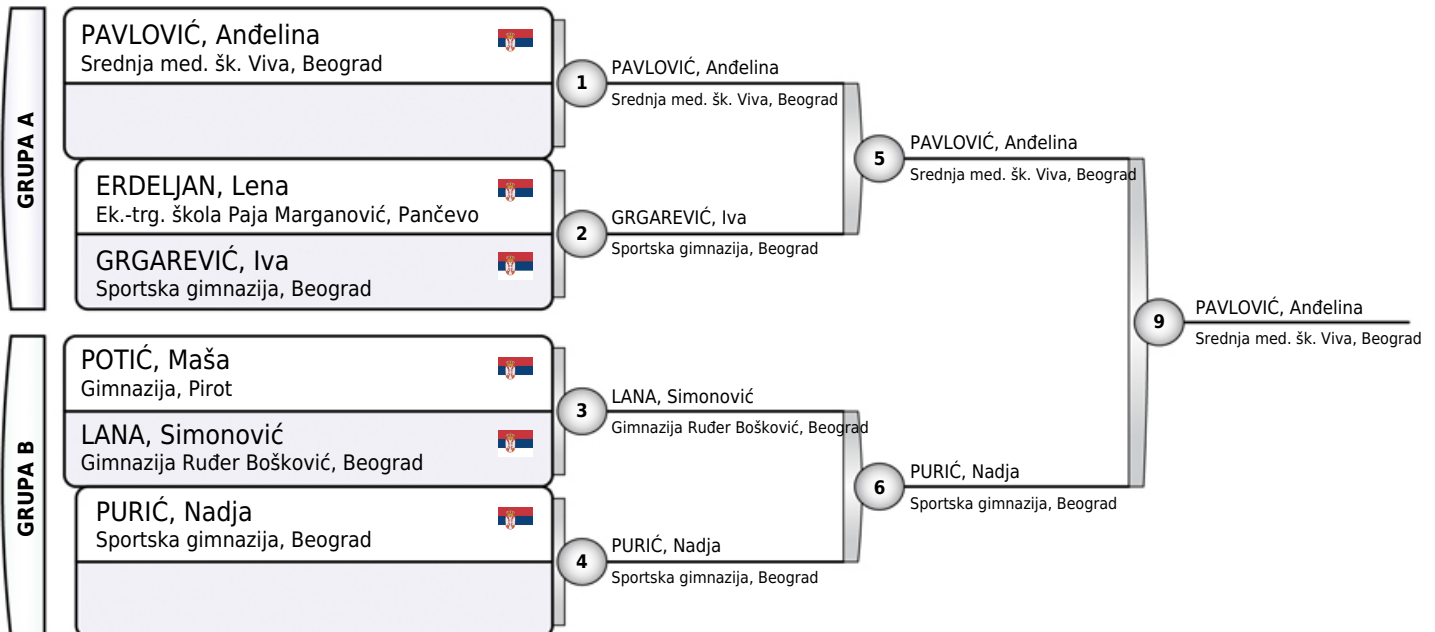 GRUPA A
PAVLOVIĆ, Anđelina
Srednja med. šk. Viva, Beograd
ERDELJAN, Lena
Ek.-trg. škola Paja Marganović, Pančevo
GRGAREVIĆ, Iva
Sportska gimnazija, Beograd
GRUPA B
POTIĆ, Maša
Gimnazija, Pirot
LANA, Simonović
Gimnazija Ruđer Bošković, Beograd
PURIĆ, Nadja
Sportska gimnazija, Beograd
1
PAVLOVIĆ, Anđelina
Srednja med. šk. Viva, Beograd
2
GRGAREVIĆ, Iva
Sportska gimnazija, Beograd
3
LANA, Simonović
Gimnazija Ruđer Bošković, Beograd
4
PURIĆ, Nadja
Sportska gimnazija, Beograd
5
PAVLOVIĆ, Anđelina
Srednja med. šk. Viva, Beograd
6
PURIĆ, Nadja
Sportska gimnazija, Beograd
9
PAVLOVIĆ, Anđelina
Srednja med. šk. Viva, Beograd